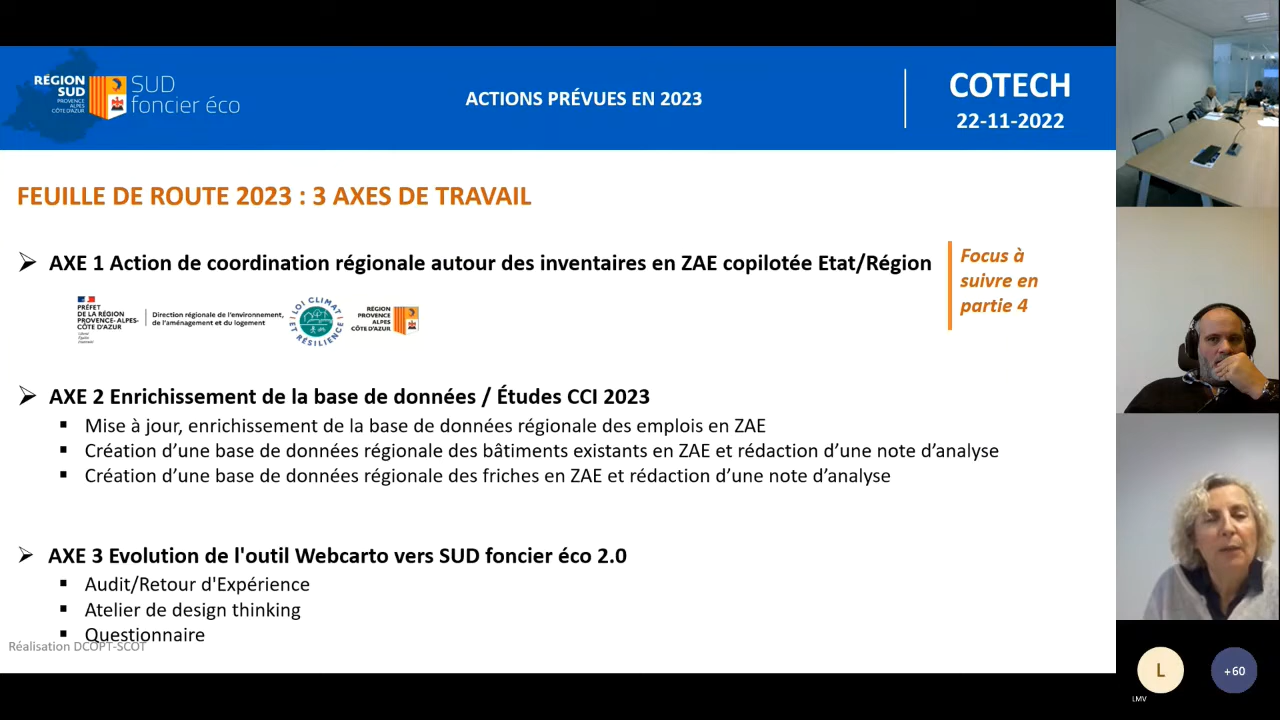 RÉGION
SUD
PROVENCE
ALPES
CÔTE D'AZUR
SUD
foncier éco
ACTIONS PRÉVUES EN 2023
COTECH
22-11-2022
FEUILLE DE ROUTE 2023 : 3 AXES DE TRAVAIL
AXE 1 Action de coordination régionale autour des inventaires en ZAE copilotée Etat/Région
Focus à
suivre en
partie 4
PRÉFET
DE LA RÉGION
PROVENCE-ALPES-
CÔTE D'AZUR
Liberté
Égalité
Fraternité
Direction régionale de l'environnement,
de l'aménagement et du logement
LOI CLIMAT
ET RÉSILIENCE
RÉGION
PROVENCE
ALPES
CÔTE D'AZUR
AXE 2 Enrichissement de la base de données / Études CCI 2023
Mise à jour, enrichissement de la base de données régionale des emplois en ZAE
Création d'une base de données régionale des bâtiments existants en ZAE et rédaction d'une note d'analyse
Création d'une base de données régionale des friches en ZAE et rédaction d'une note d'analyse
AXE 3 Evolution de l'outil Webcarto vers SUD foncier éco 2.0
Audit/Retour d'Expérience
Atelier de design thinking
Questionnaire
Réalisation DCOPT-SCOT
L
+60
LMV